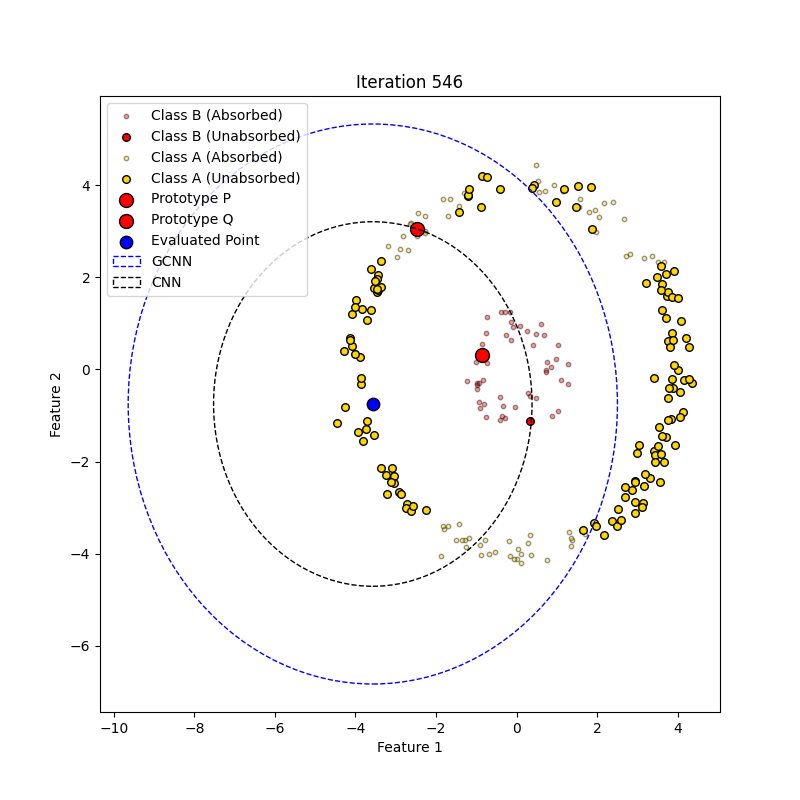 Iteration 546
Class B (Absorbed)
Class B (Unabsorbed)
Class A (Absorbed)
Class A (Unabsorbed)
Prototype P
Prototype Q
Evaluated Point
GCNN
CNN
4
2
0
−2
−4
−6
Feature 2
−10 −8 −6 −4 −2 0 2 4
Feature 1